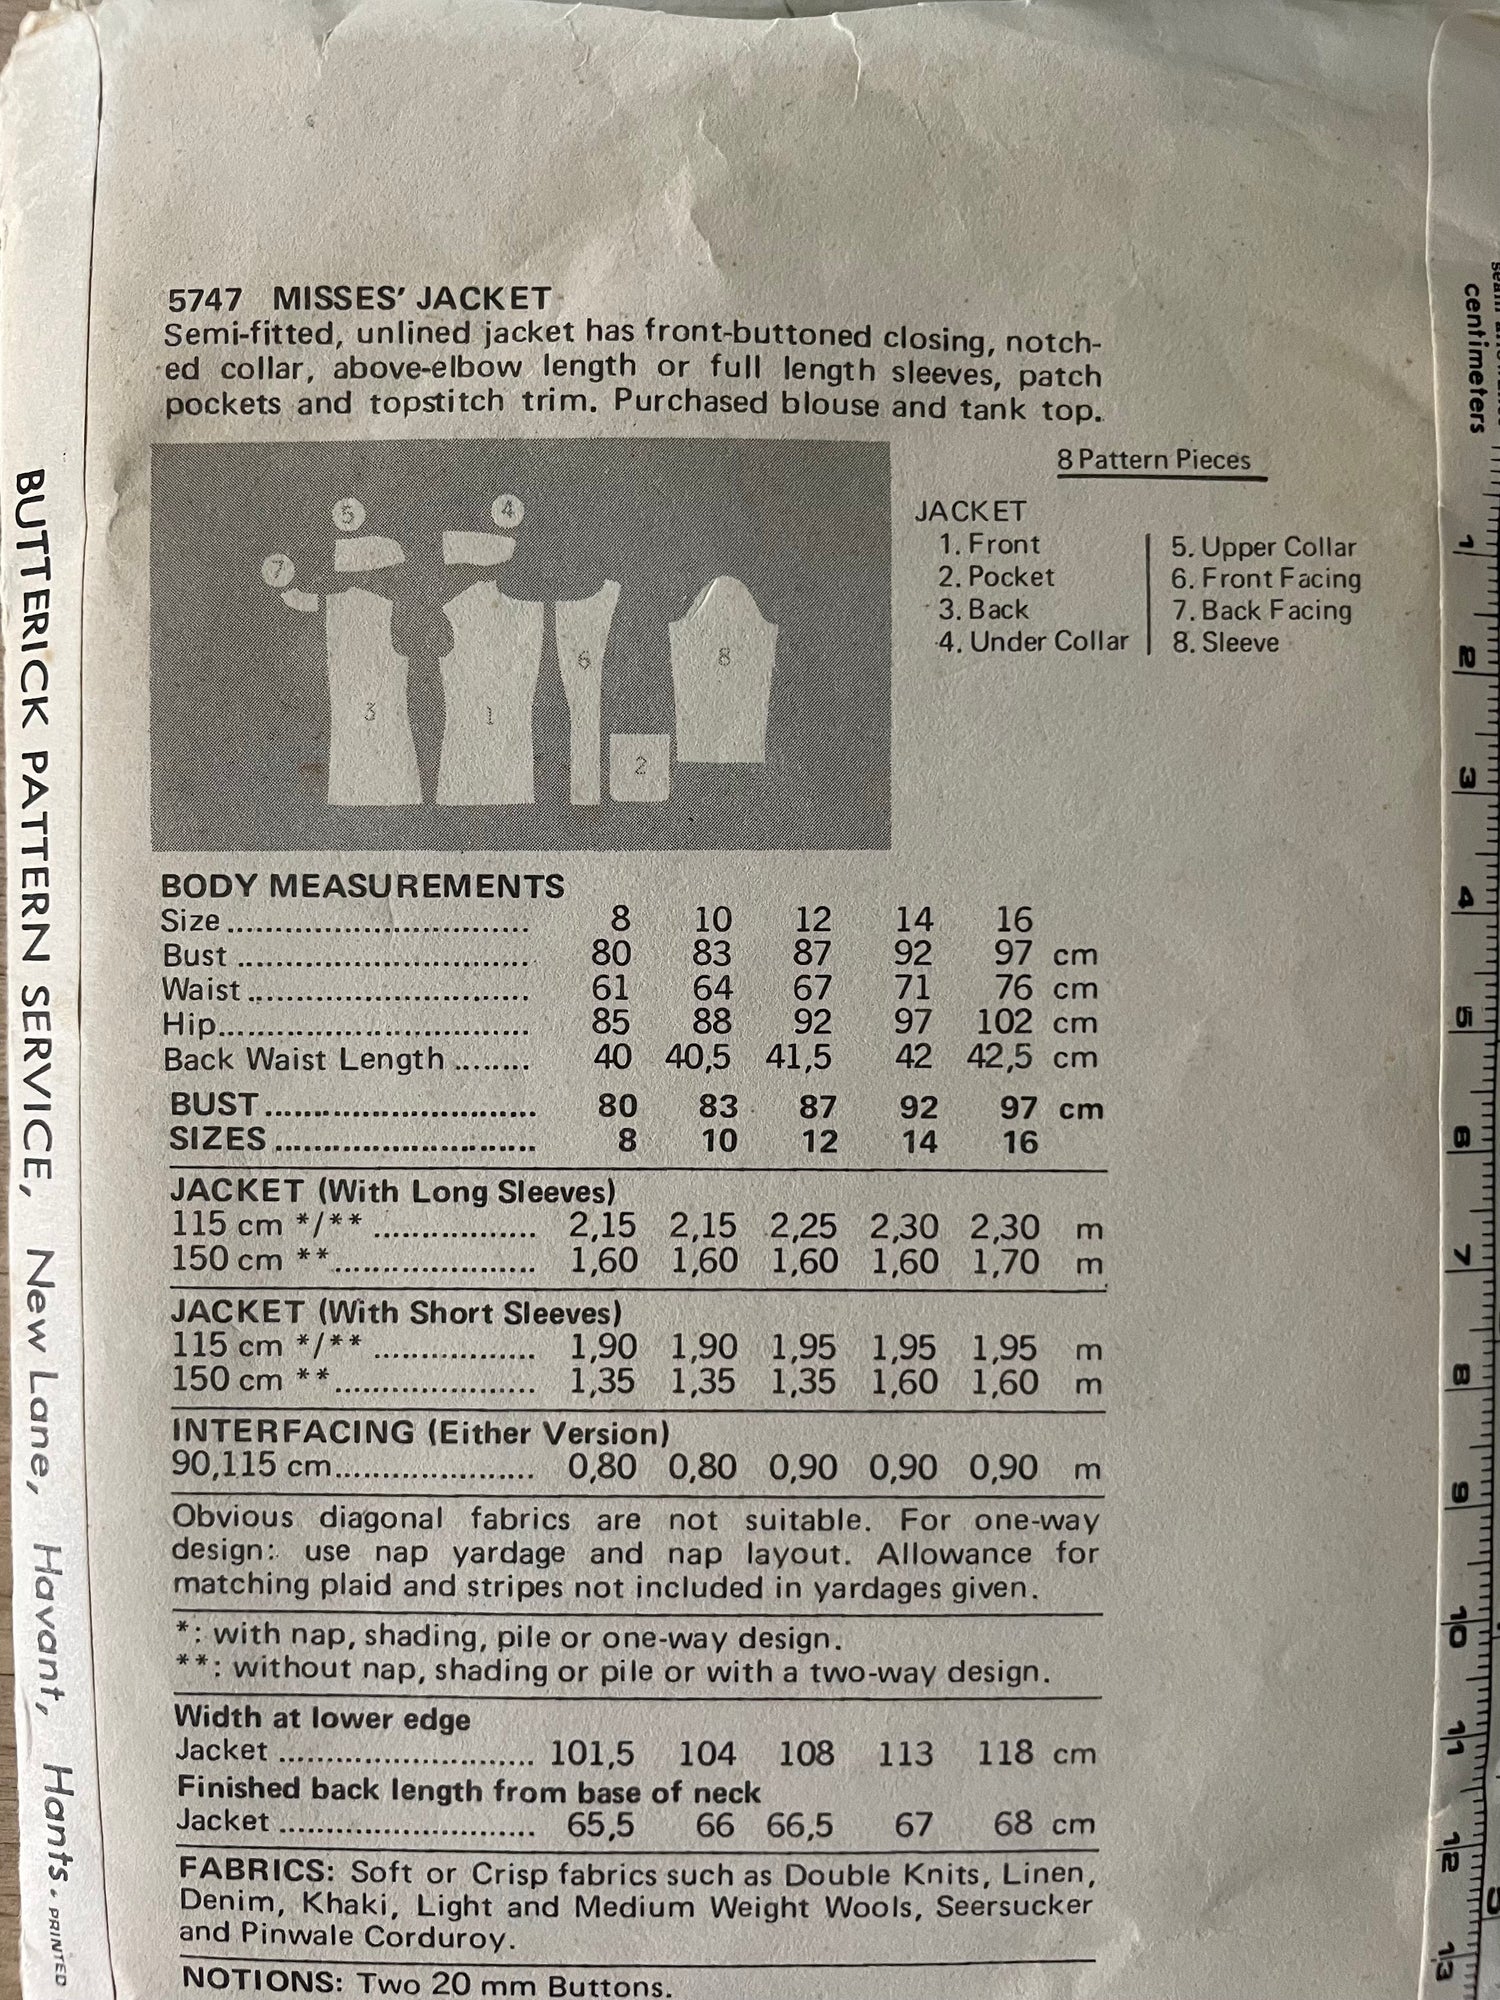 5747 MISSES' JACKET
Semi-fitted, unlined jacket has front-buttoned closing, notch-
ed collar, above-elbow length or full length sleeves, patch
pockets and topstitch trim. Purchased blouse and tank top.
8 Pattern Pieces
JACKET
1. Front
2. Pocket
3. Back
4. Under Collar
5. Upper Collar
6. Front Facing
7. Back Facing
8. Sleeve
5
4
7
3
1
6
2
8
BODY MEASUREMENTS
Size .............................. 8 10 12 14 16
Bust .............................. 80 83 87 92 97 cm
Waist ............................. 61 64 67 71 76 cm
Hip................................ 85 88 92 97 102 cm
Back Waist Length ........ 40 40,5 41,5 42 42,5 cm
BUST ............................ 80 83 87 92 97 cm
SIZES ........................... 8 10 12 14 16
JACKET (With Long Sleeves)
115 cm */** ................. 2,15 2,15 2,25 2,30 2,30 m
150 cm **..................... 1,60 1,60 1,60 1,60 1,70 m
JACKET (With Short Sleeves)
115 cm */** ................. 1,90 1,90 1,95 1,95 1,95 m
150 cm **..................... 1,35 1,35 1,35 1,60 1,60 m
INTERFACING (Either Version)
90,115 cm..................... 0,80 0,80 0,90 0,90 0,90 m
Obvious diagonal fabrics are not suitable. For one-way
design: use nap yardage and nap layout. Allowance for
matching plaid and stripes not included in yardages given.
*: with nap, shading, pile or one-way design.
**: without nap, shading or pile or with a two-way design.
Width at lower edge
Jacket .......................... 101,5 104 108 113 118 cm
Finished back length from base of neck
Jacket .......................... 65,5 66 66,5 67 68 cm
FABRICS: Soft or Crisp fabrics such as Double Knits, Linen,
Denim, Khaki, Light and Medium Weight Wools, Seersucker
and Pinwale Corduroy.
NOTIONS: Two 20 mm Buttons.
BUTTERICK PATTERN SERVICE, New Lane, Havant, Hants. PRINTED
centimeters
1
2
3
4
5
6
7
8
9
10
11
12
13
5